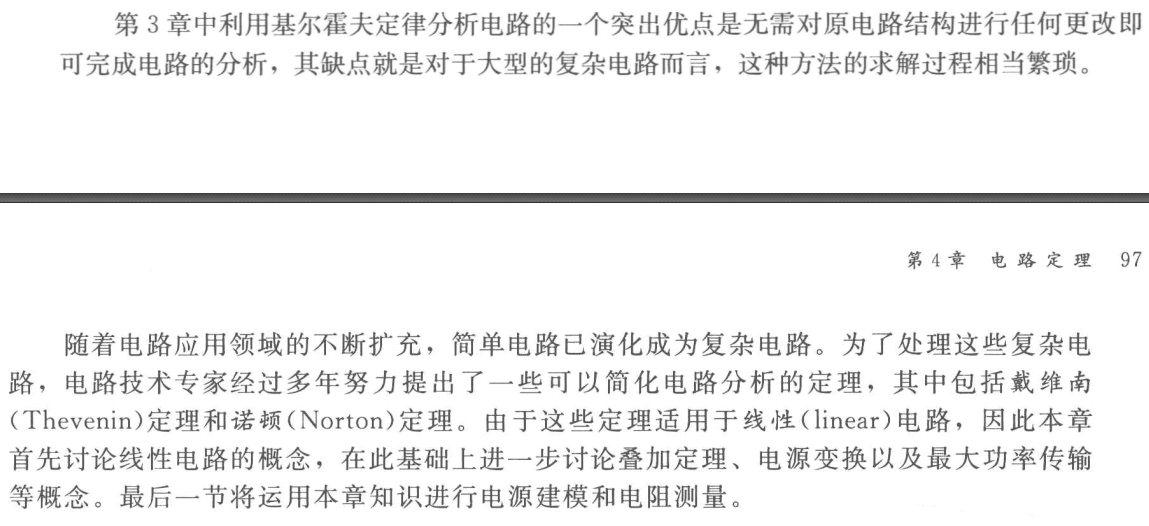 第 3 章中利用基尔霍夫定律分析电路的一个突出优点是无需对原电路结构进行任何更改即
可完成电路的分析，其缺点就是对于大型的复杂电路而言，这种方法的求解过程相当繁琐。
第 4 章 电路定理 97
随着电路应用领域的不断扩充，简单电路已演化成为复杂电路。为了处理这些复杂电
路，电路技术专家经过多年努力提出了一些可以简化电路分析的定理，其中包括戴维南
(Thevenin)定理和诺顿(Norton)定理。由于这些定理适用于线性(linear)电路，因此本章
首先讨论线性电路的概念，在此基础上进一步讨论叠加定理、电源变换以及最大功率传输
等概念。最后一节将运用本章知识进行电源建模和电阻测量。